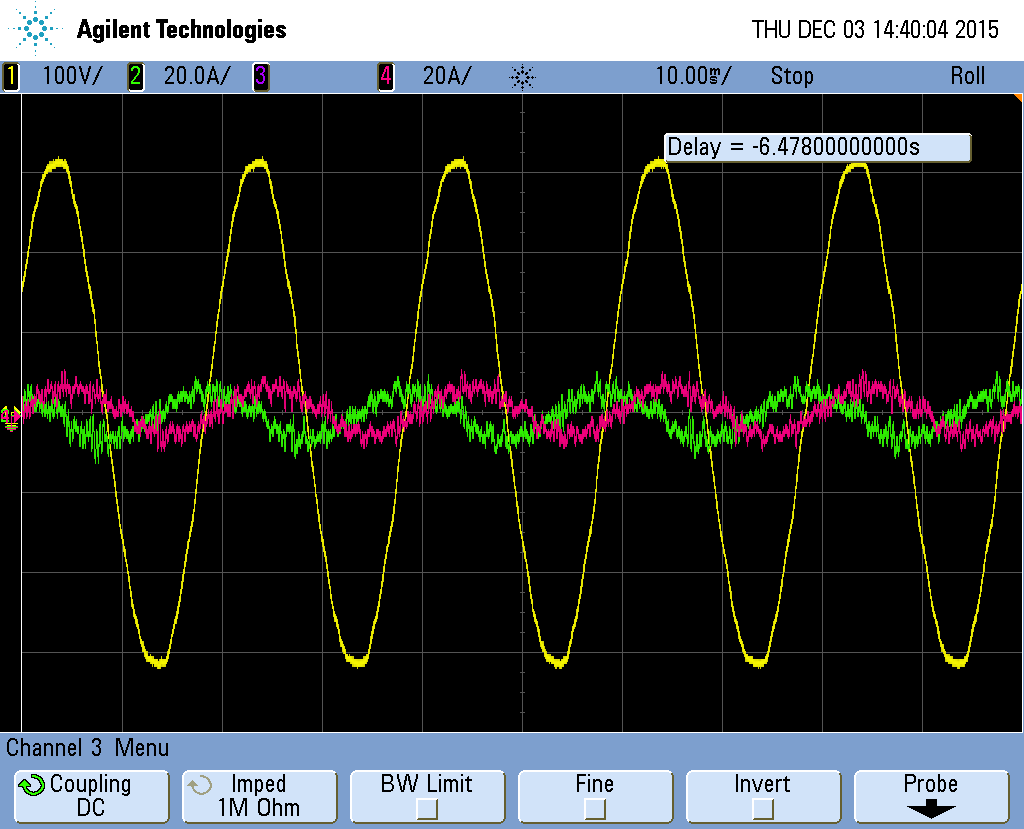 Agilent Technologies THU DEC 03 14:40:04 2015
1 100V/ 2 20.0A/ 3 4 20A/ 10.00ms/ Stop Roll
Delay = -6.47800000000s
Channel 3 Menu
Coupling Imped BW Limit Fine Invert Probe
DC 1M Ohm